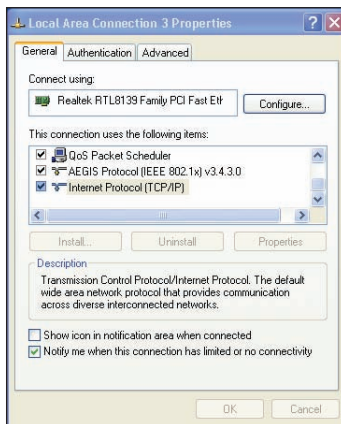 Local Area Connection 3 Properties
General Authentication Advanced
Connect using:
Realtek RTL8139 Family PCI Fast Eth
Configure...
This connection uses the following items:
QoS Packet Scheduler
AEGIS Protocol (IEEE 802.1x) v3.4.3.0
Internet Protocol (TCP/IP)
Install... Uninstall Properties
Description
Transmission Control Protocol/Internet Protocol. The default
wide area network protocol that provides communication
across diverse interconnected networks.
Show icon in notification area when connected
Notify me when this connection has limited or no connectivity
OK Cancel